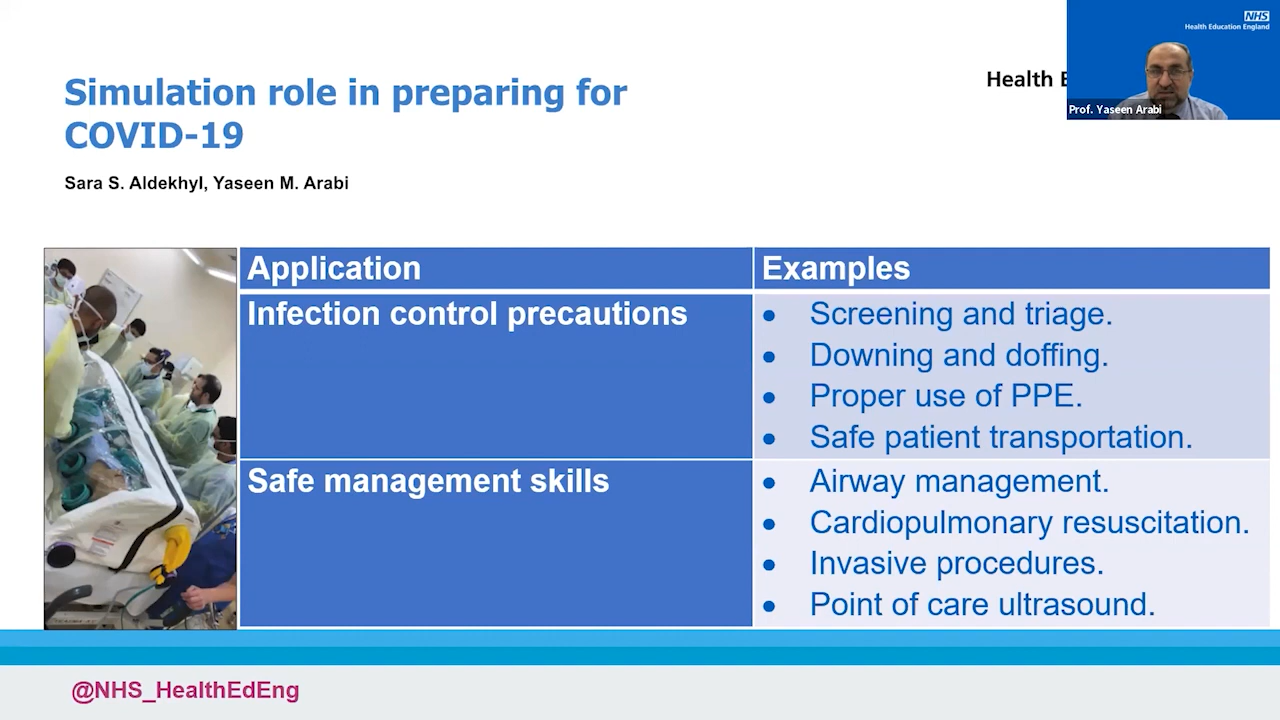 NHS
Health Education England
Simulation role in preparing for
COVID-19
Health E
Prof. Yaseen Arabi
Sara S. Aldekhyl, Yaseen M. Arabi
Application
Examples
Infection control precautions
• Screening and triage.
• Downing and doffing.
• Proper use of PPE.
• Safe patient transportation.
Safe management skills
• Airway management.
• Cardiopulmonary resuscitation.
• Invasive procedures.
• Point of care ultrasound.
@NHS_HealthEdEng